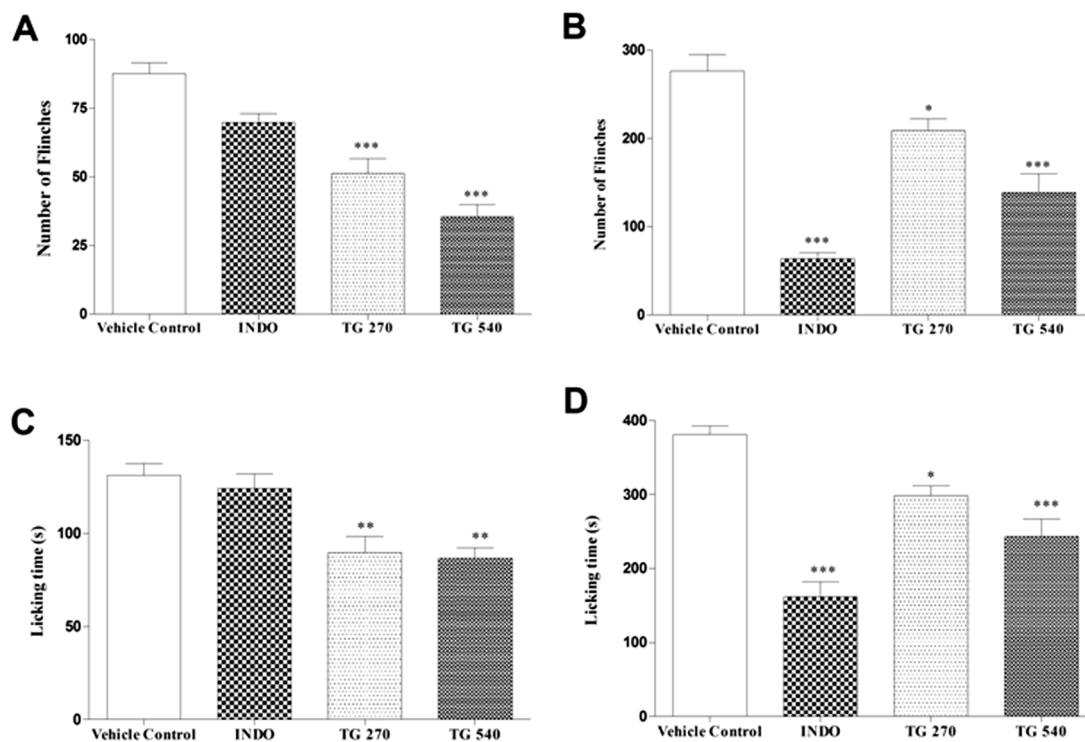 A
Number of Flinches
100
75
50
25
0
***
***
Vehicle Control INDO TG 270 TG 540
B
Number of Flinches
300
200
100
0
***
*
***
Vehicle Control INDO TG 270 TG 540
C
Licking time (s)
150
100
50
0
**
**
Vehicle Control INDO TG 270 TG 540
D
Licking time (s)
400
300
200
100
0
***
*
***
Vehicle Control INDO TG 270 TG 540